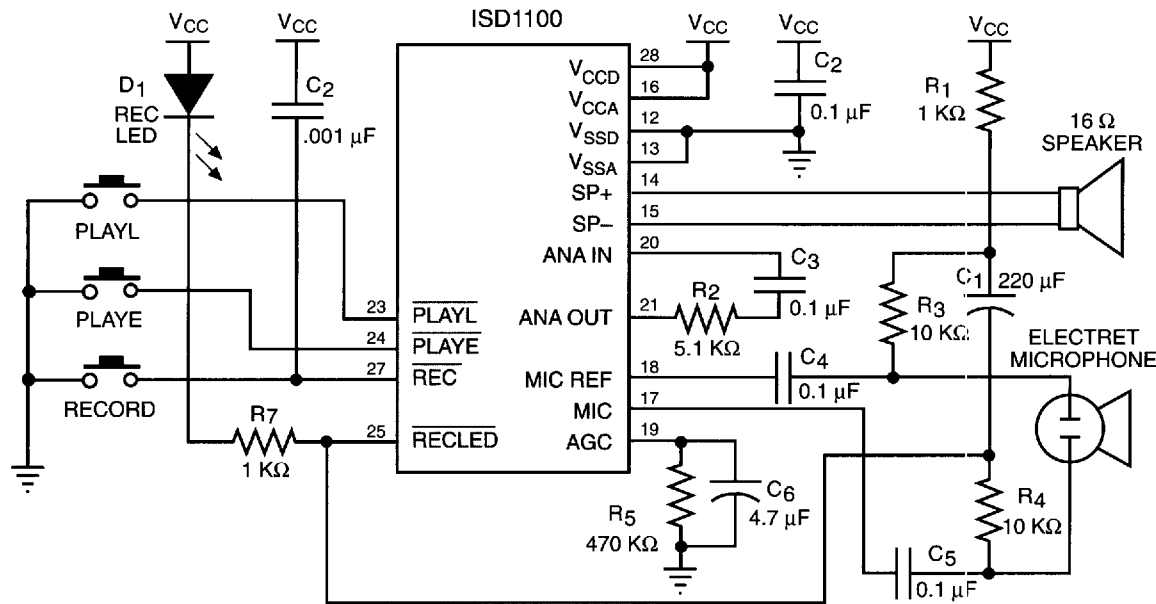 ISD1100
VCC
VCC
VCC
VCC
VCC
D1
REC
LED
C2
.001 µF
28
VCCD
16
VCCA
12
VSSD
13
VSSA
14
SP+
15
SP–
20
ANA IN
21
ANA OUT
18
MIC REF
17
MIC
19
AGC
C2
0.1 µF
R1
1 KΩ
16 Ω
SPEAKER
PLAYL
PLAYE
RECORD
23
PLAYL
24
PLAYE
27
REC
25
RECLED
R7
1 KΩ
C3
0.1 µF
R2
5.1 KΩ
C4
0.1 µF
R3
10 KΩ
C1 220 µF
ELECTRET
MICROPHONE
R4
10 KΩ
R5
470 KΩ
C6
4.7 µF
C5
0.1 µF